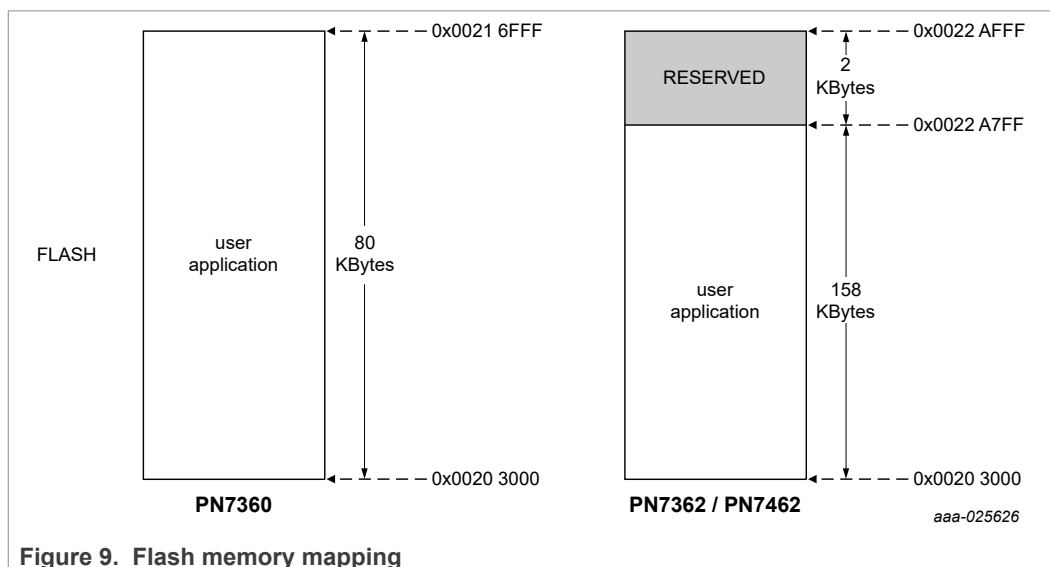 0x0021 6FFF
0x0022 AFFF
RESERVED
2
KBytes
0x0022 A7FF
FLASH
user
application
80
KBytes
user
application
158
KBytes
0x0020 3000
0x0020 3000
PN7360
PN7362 / PN7462
aaa-025626
Figure 9. Flash memory mapping